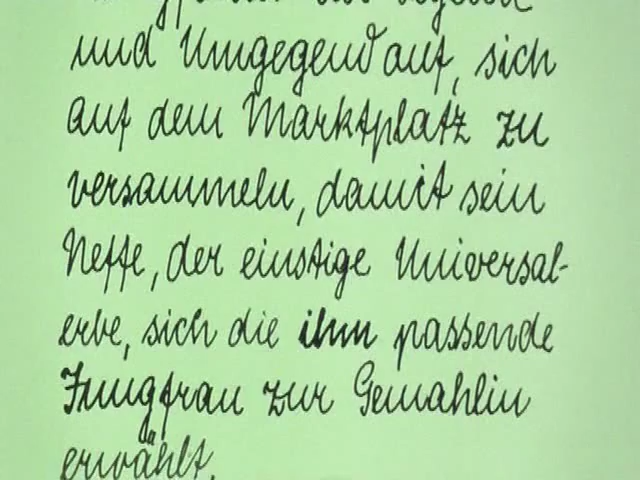 und Umgegend auf, sich
auf dem Marktplatz zu
versammeln, damit sein
Neffe, der einstige Universal-
erbe, sich die ihm passende
Jungfrau zur Gemahlin
erwählt.